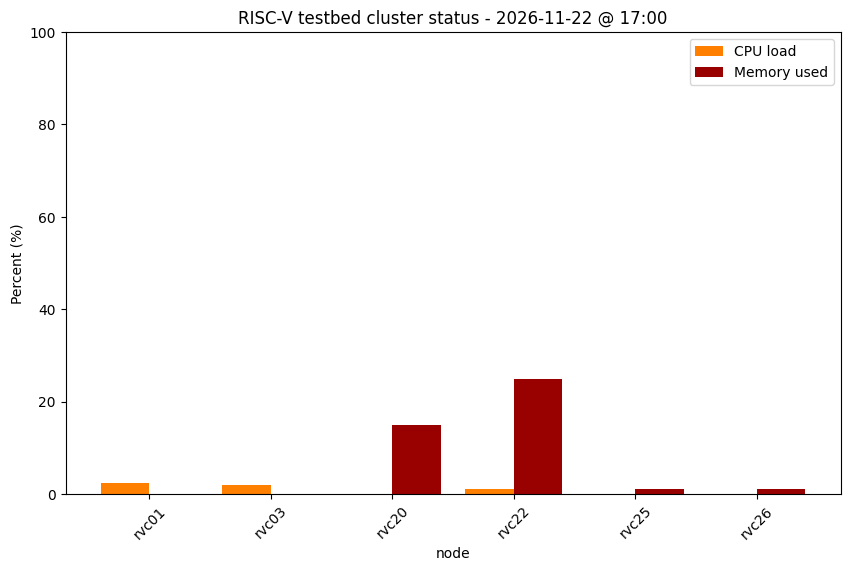 RISC-V testbed cluster status - 2026-11-22 @ 17:00
CPU load
Memory used
Percent (%)
100
80
60
40
20
0
rvc01
rvc03
rvc20
rvc22
rvc25
rvc26
node